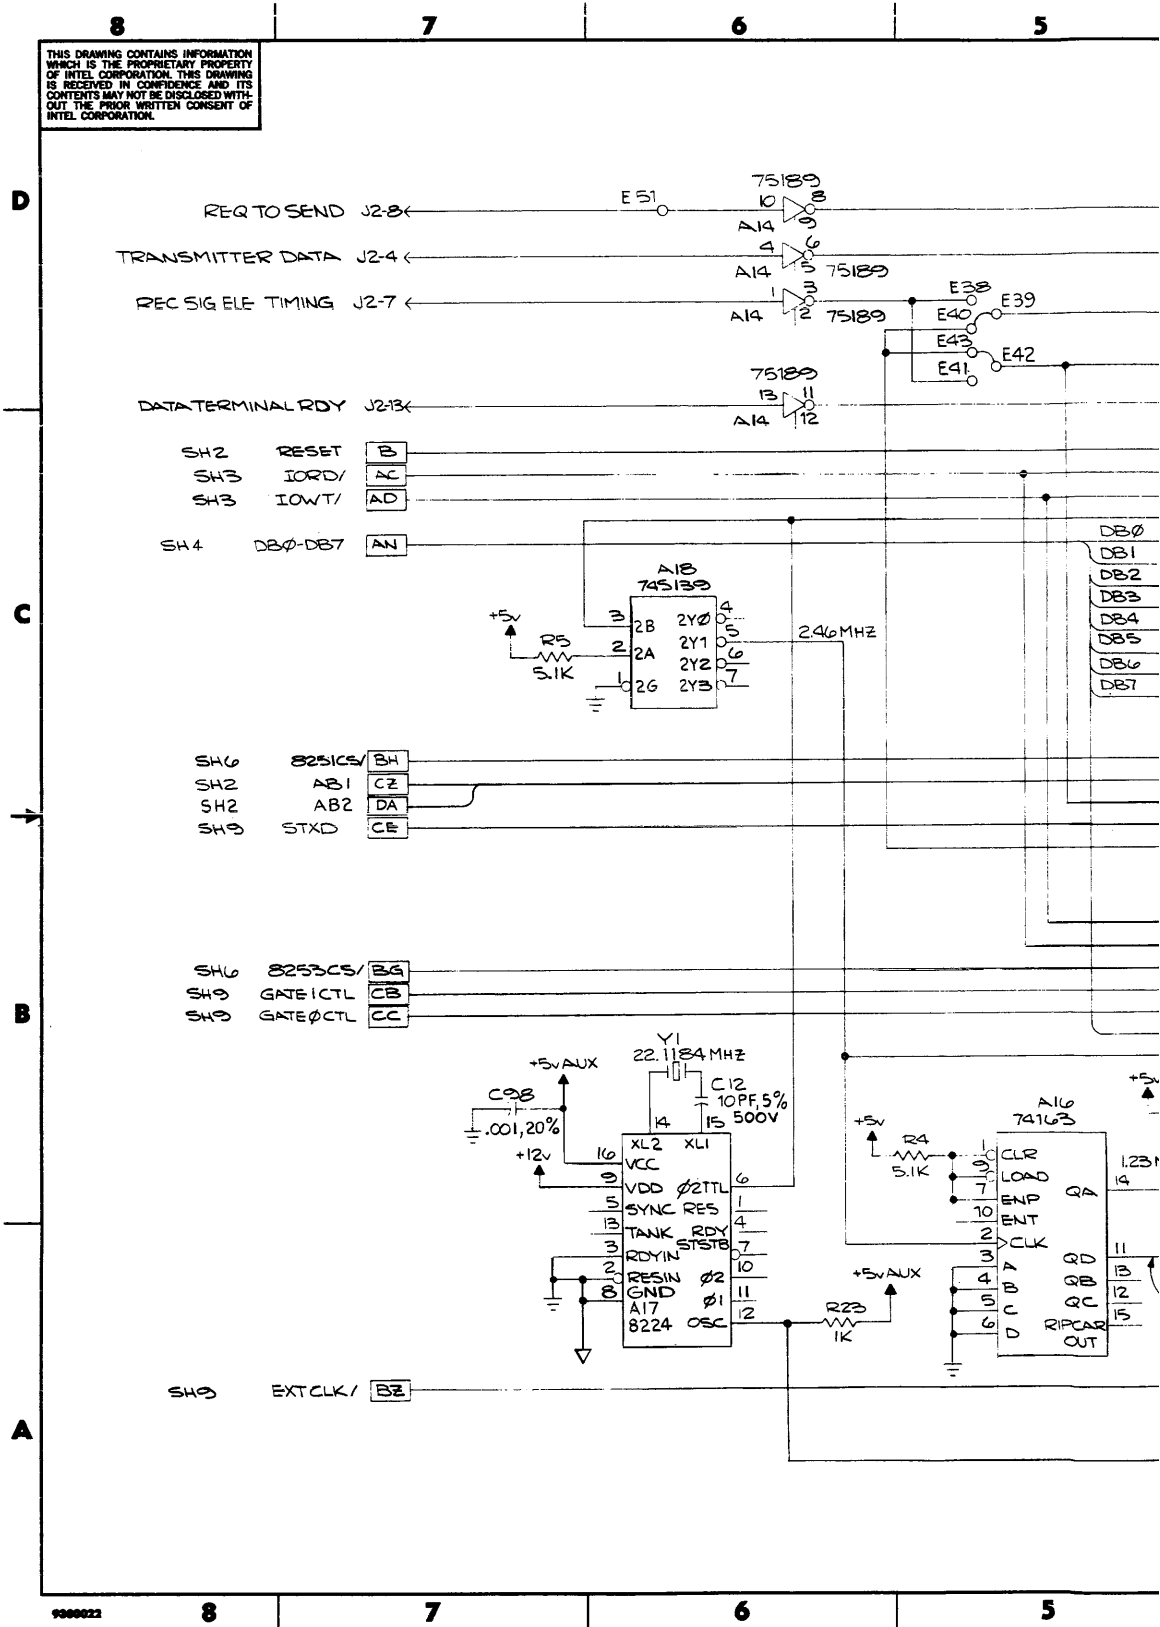 8 7 6 5
THIS DRAWING CONTAINS INFORMATION
WHICH IS THE PROPRIETARY PROPERTY
OF INTEL CORPORATION. THIS DRAWING
IS RECEIVED IN CONFIDENCE AND ITS
CONTENTS MAY NOT BE DISCLOSED WITH-
OUT THE PRIOR WRITTEN CONSENT OF
INTEL CORPORATION.
D
REQ TO SEND J2-8 E51 10 75189 8 9 A14
TRANSMITTER DATA J2-4 4 6 5 A14 75189
REC SIG ELE TIMING J2-7 1 3 2 A14 75189
E38
E39
E40
E43
E42
E41
DATA TERMINAL RDY J2-13 75189 13 11 12 A14
SH2 RESET B
SH3 IORD/ AC
SH3 IOWT/ AD
SH4 DBØ-DB7 AN
DBØ
DB1
DB2
DB3
DB4
DB5
DB6
DB7
C
A18
74S139
+5V
R5
5.1K
3 2B 2YØ 4
2 2A 2Y1 5
2Y2 6
1 2G 2Y3 7
2.46MHZ
SH6 8251CS/ BH
SH2 AB1 CZ
SH2 AB2 DA
SH9 STXD CE
B
SH6 8253CS/ BG
SH9 GATE1CTL CB
SH9 GATEØCTL CC
Y1
22.1184MHZ
+5V AUX
C12
10PF,5%
500V
C98
.001,20%
+12V
14 15
XL2 XL1
16 VCC
9 VDD Ø2TTL 6
5 SYNC RES 1
13 TANK RDY 4
STSTB 7
3 RDYIN
2 RESIN Ø2 10
8 GND Ø1 11
A17
8224 OSC 12
+5V AUX
R23
1K
+5V
+5V
R4
5.1K
A16
74163
1 CLR
9 LOAD
7 ENP QA 14
1.23M
10 ENT
2 CLK
3 A QD 11
4 B QB 13
5 C QC 12
6 D RIPCAR 15
OUT
SH9 EXTCLK/ BZ
A
9300022
8 7 6 5